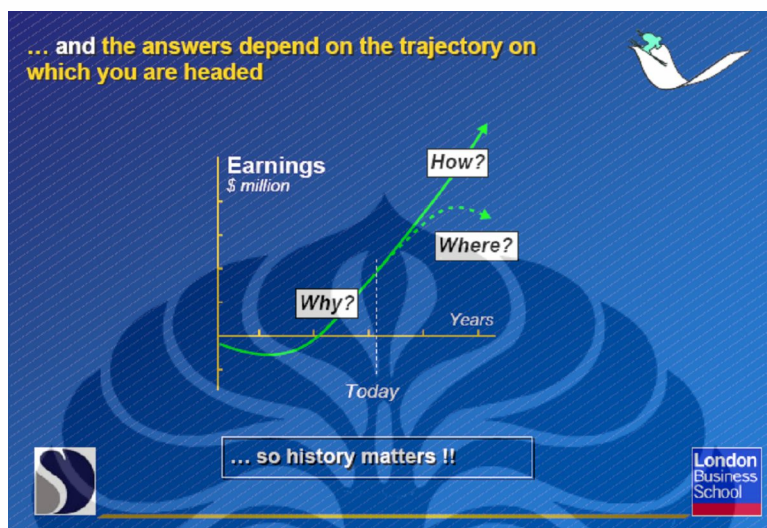 … and the answers depend on the trajectory on
which you are headed
Earnings
$ million
How?
Where?
Why?
Years
Today
… so history matters !!
London
Business
School